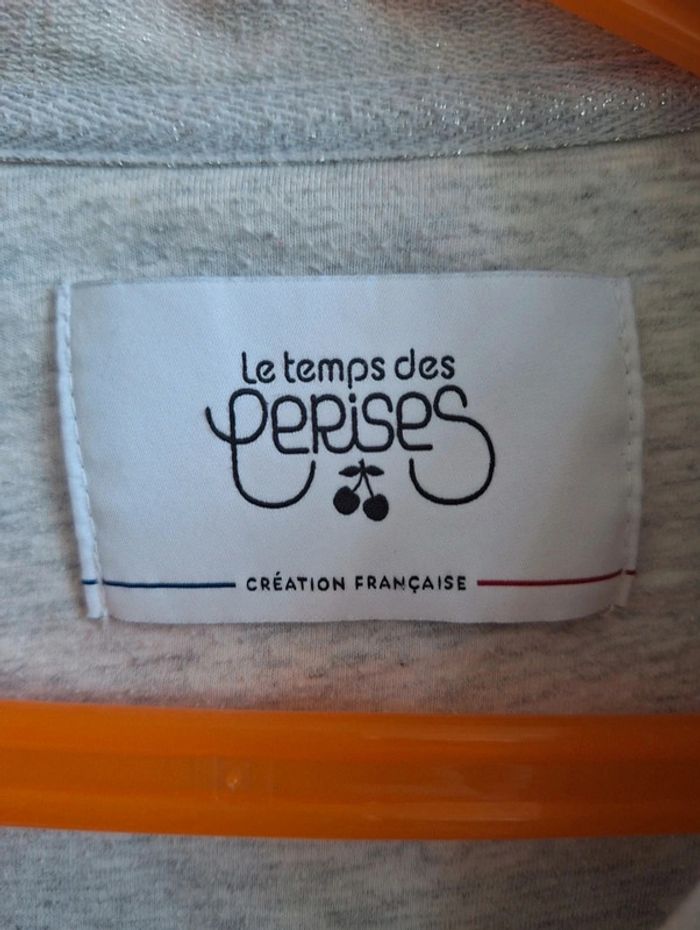 Le temps des
Cerises
CRÉATION FRANÇAISE